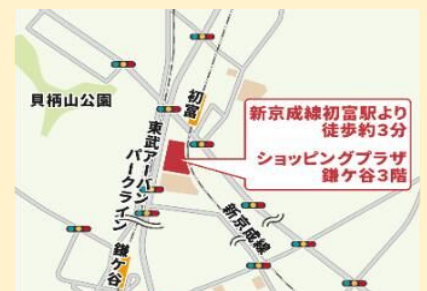 貝柄山公園
初富
新京成線初富駅より
徒歩約3分
ショッピングプラザ
鎌ケ谷3階
東武アーバン
パークライン
新京成線
鎌ケ谷